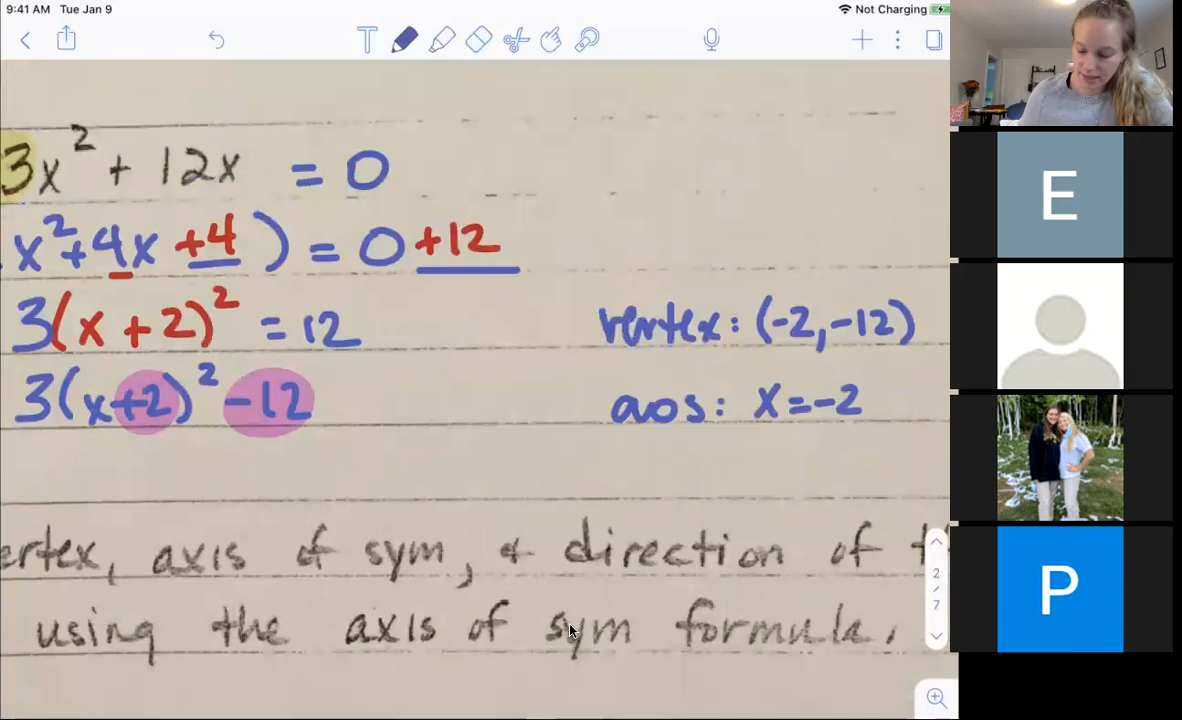 9:41 AM Tue Jan 9
Not Charging
3x² + 12x = 0
x²+4x +4 ) = 0 +12
3(x + 2)² = 12
vertex: (-2,-12)
3(x+2)² -12
aos: x=-2
axis of sym, & direction of
using the axis of sym formula.
2
/
7
T
E
P